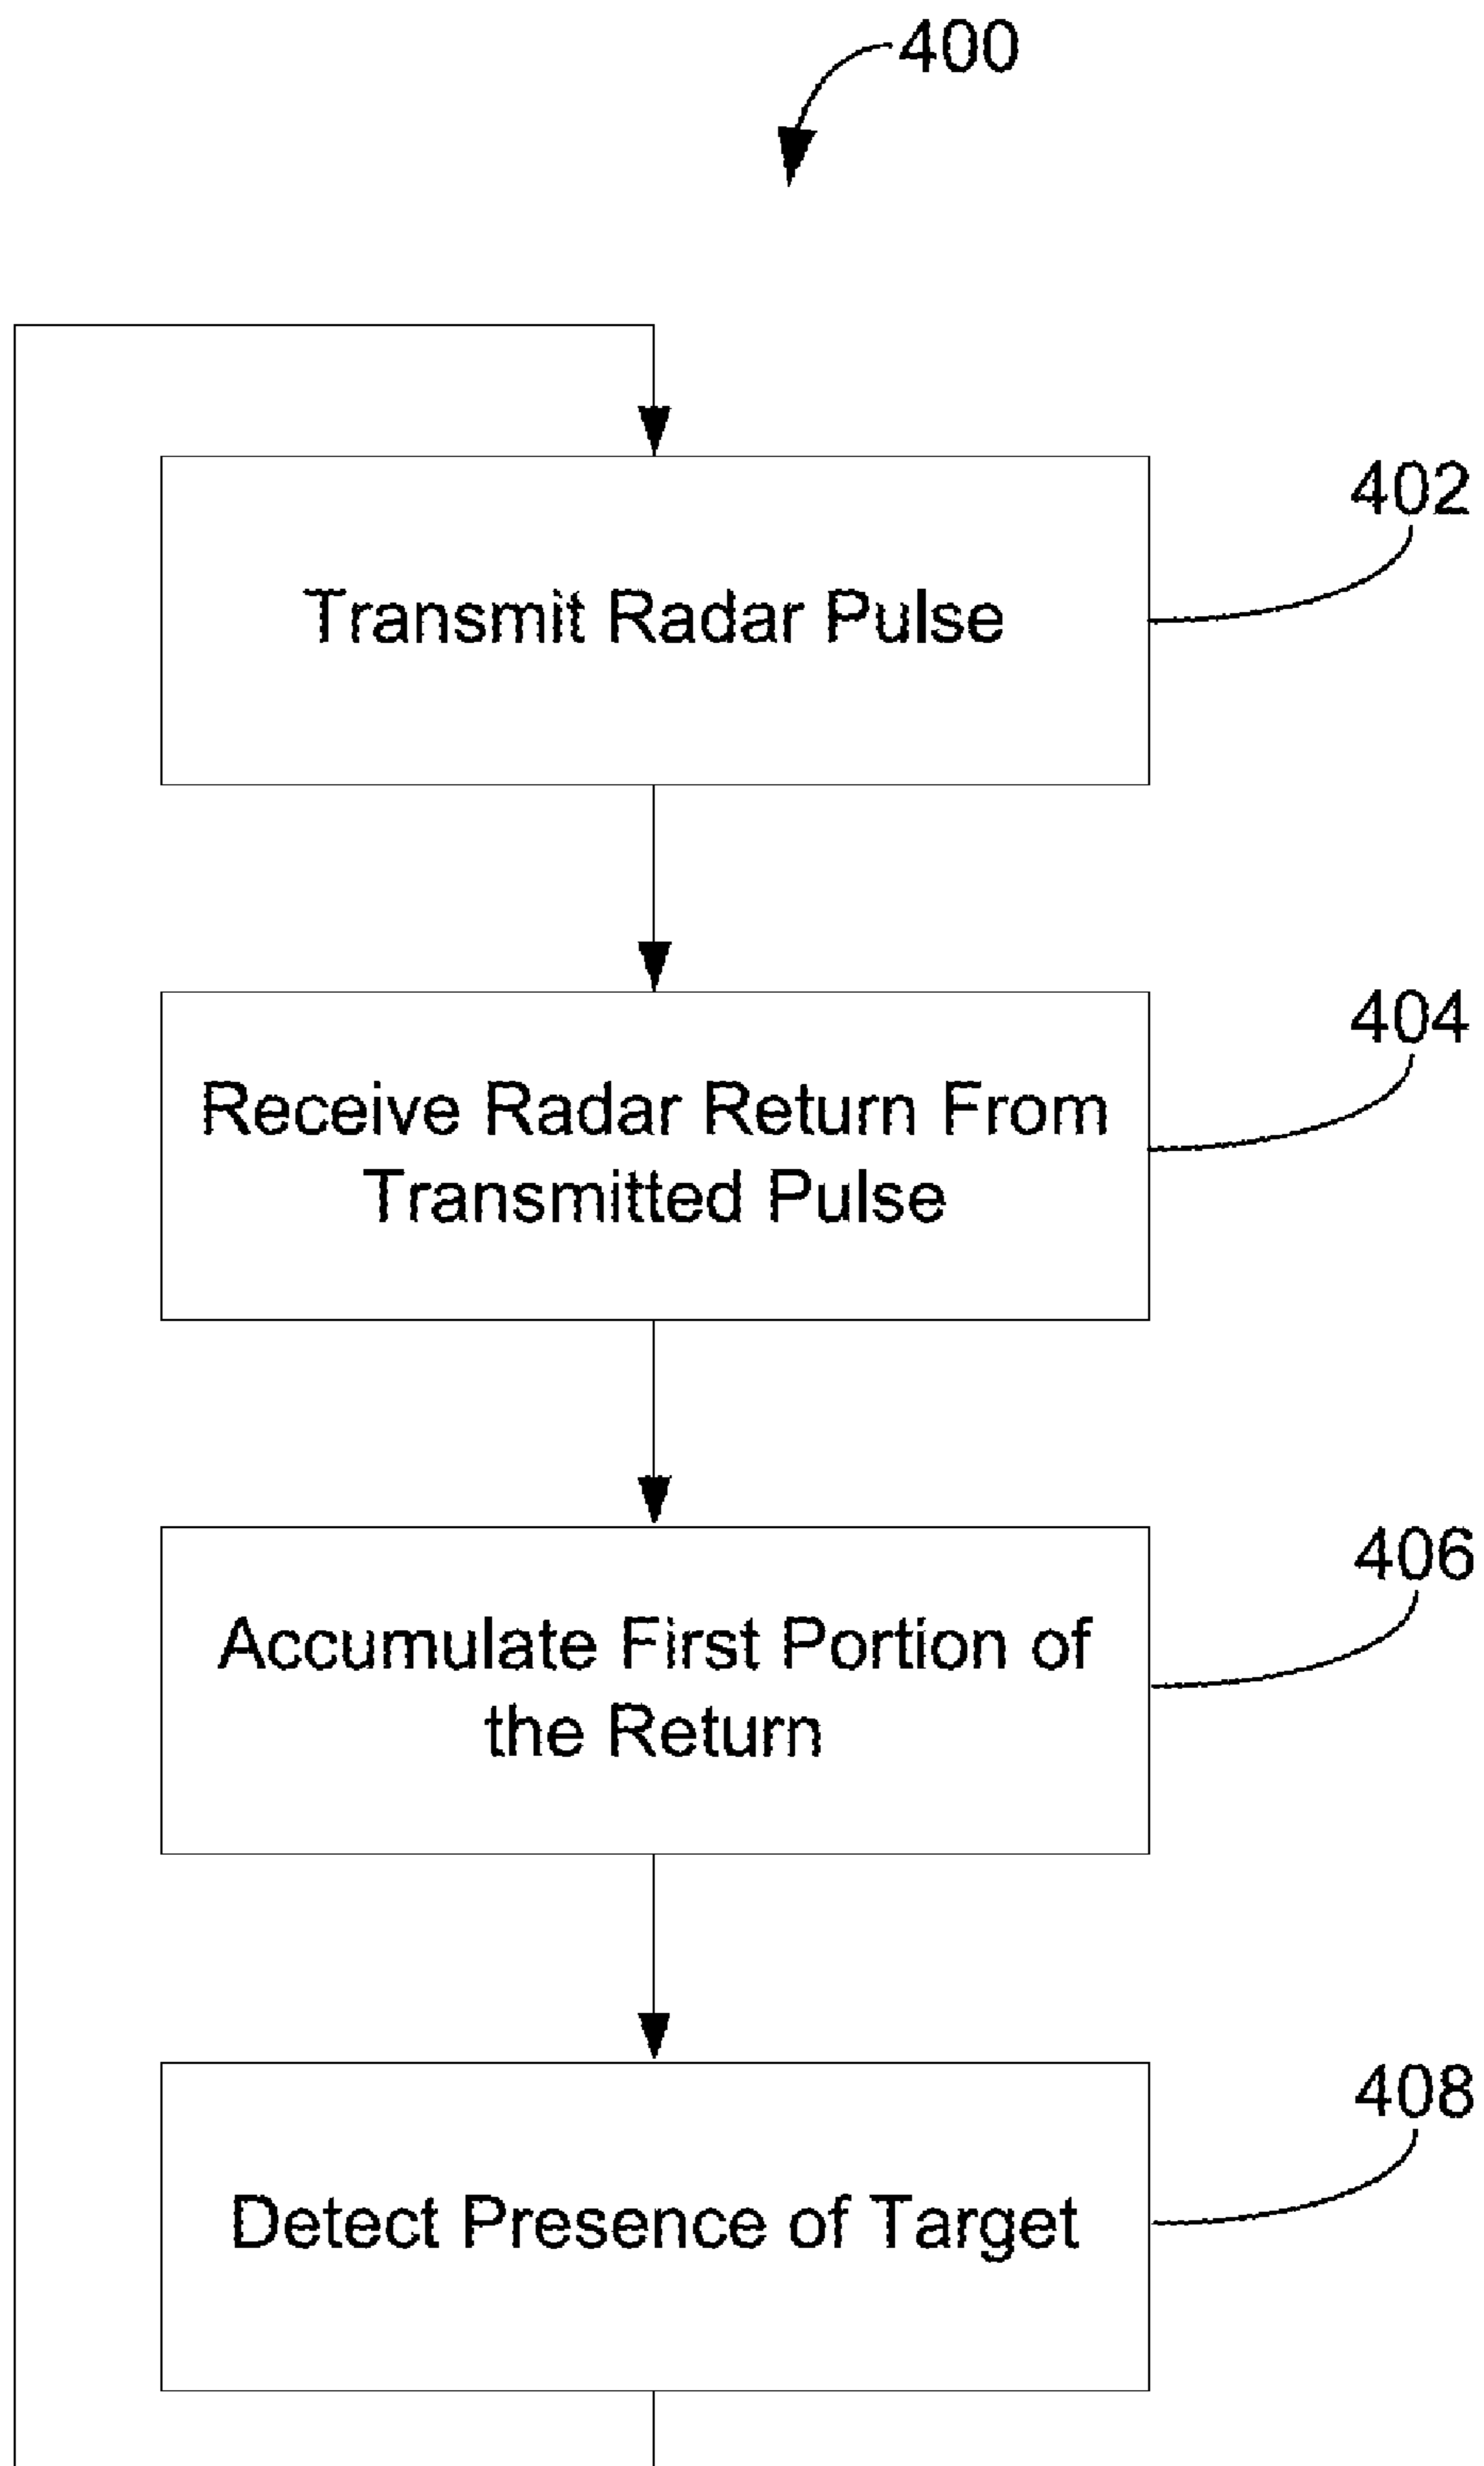 400
402
Transmit Radar Pulse
404
Receive Radar Return From
Transmitted Pulse
406
Accumulate First Portion of
the Return
408
Detect Presence of Target